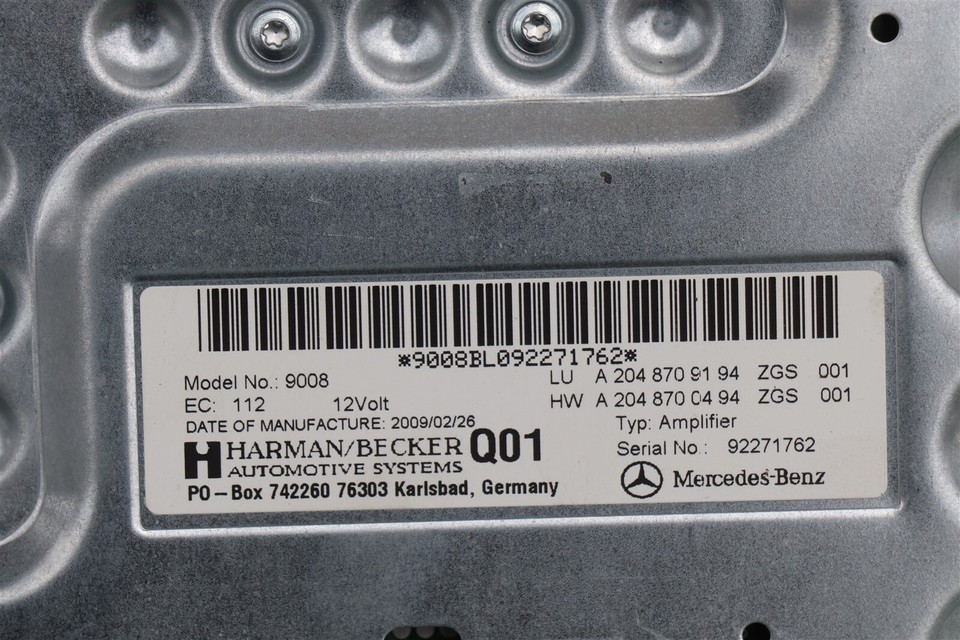 *9008BL092271762*
Model No.: 9008
LU A 204 870 91 94 ZGS 001
EC: 112 12Volt
HW A 204 870 04 94 ZGS 001
DATE OF MANUFACTURE: 2009/02/26
Typ: Amplifier
HARMAN/BECKER Q01
AUTOMOTIVE SYSTEMS
Serial No.: 92271762
PO-Box 742260 76303 Karlsbad, Germany
Mercedes-Benz